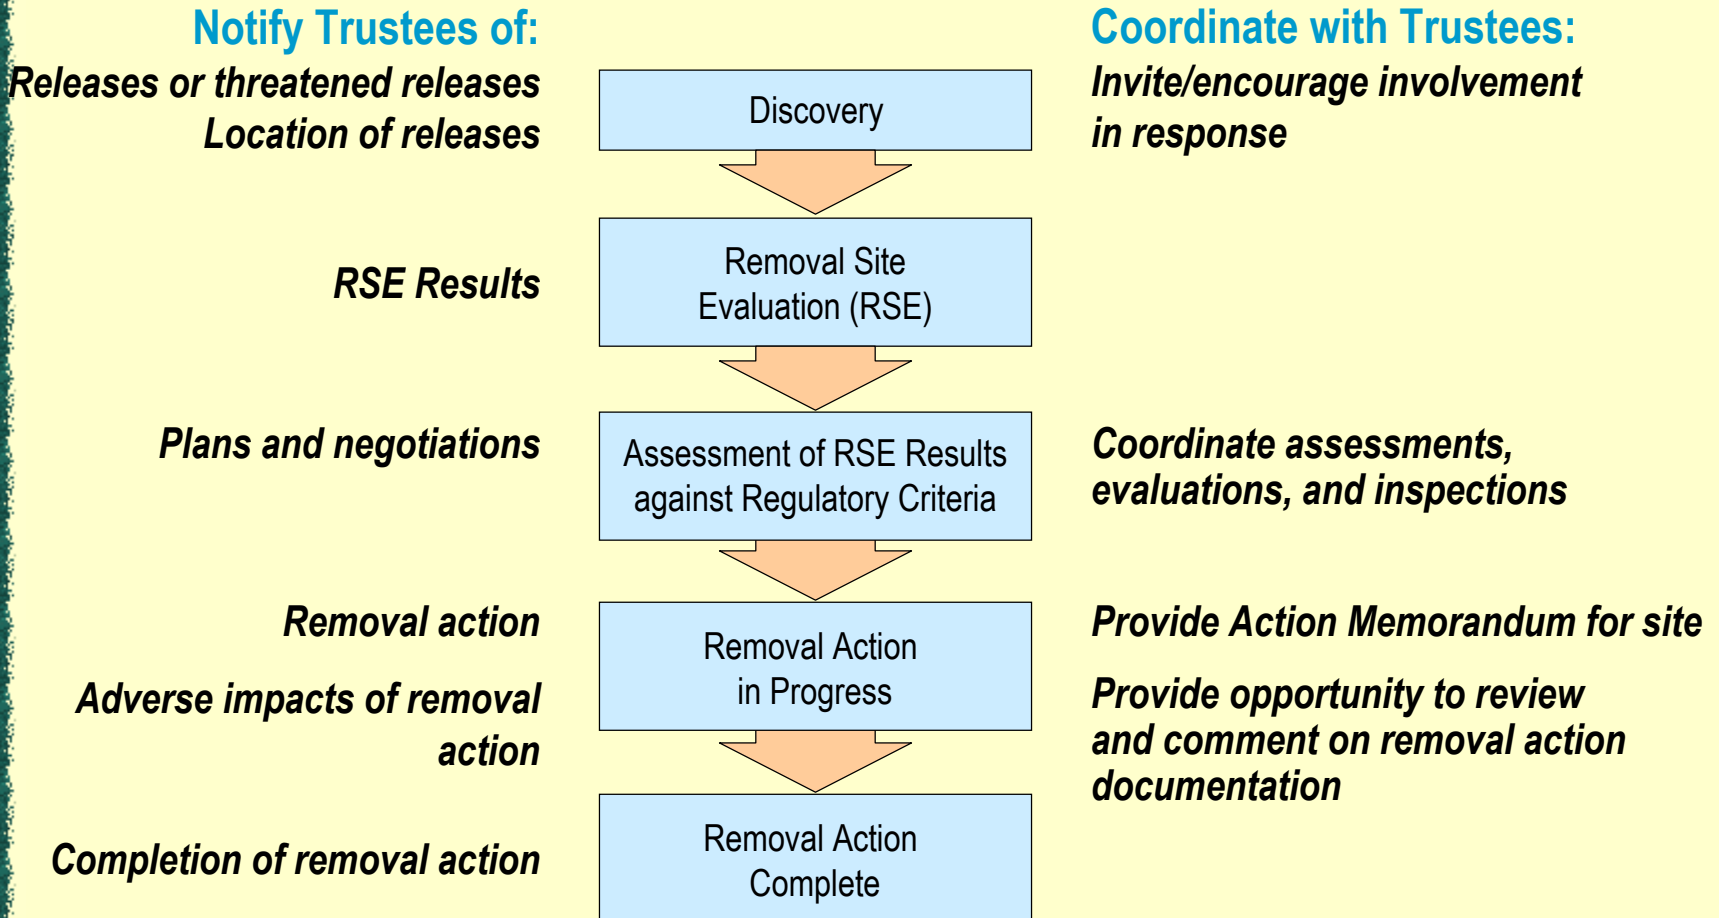 Notify Trustees of:
Releases or threatened releases
Location of releases
RSE Results
Plans and negotiations
Removal action
Adverse impacts of removal
action
Completion of removal action
Discovery
Removal Site
Evaluation (RSE)
Assessment of RSE Results
against Regulatory Criteria
Removal Action
in Progress
Removal Action
Complete
Coordinate with Trustees:
Invite/encourage involvement
in response
Coordinate assessments,
evaluations, and inspections
Provide Action Memorandum for site
Provide opportunity to review
and comment on removal action
documentation